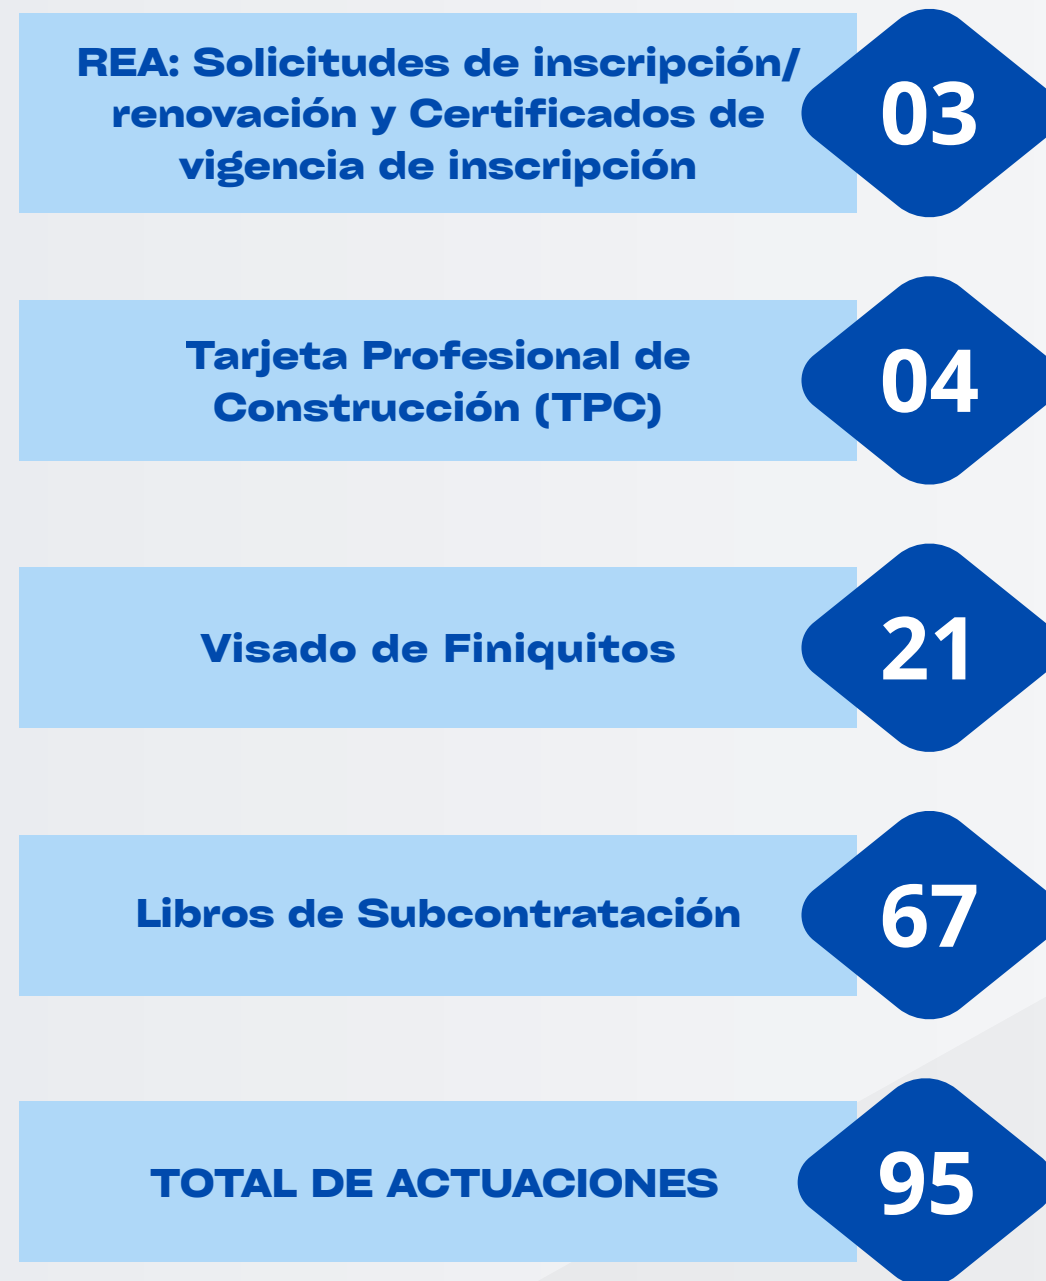 REA: Solicitudes de inscripción/
renovación y Certificados de
vigencia de inscripción
03
Tarjeta Profesional de
Construcción (TPC)
04
Visado de Finiquitos
21
Libros de Subcontratación
67
TOTAL DE ACTUACIONES
95